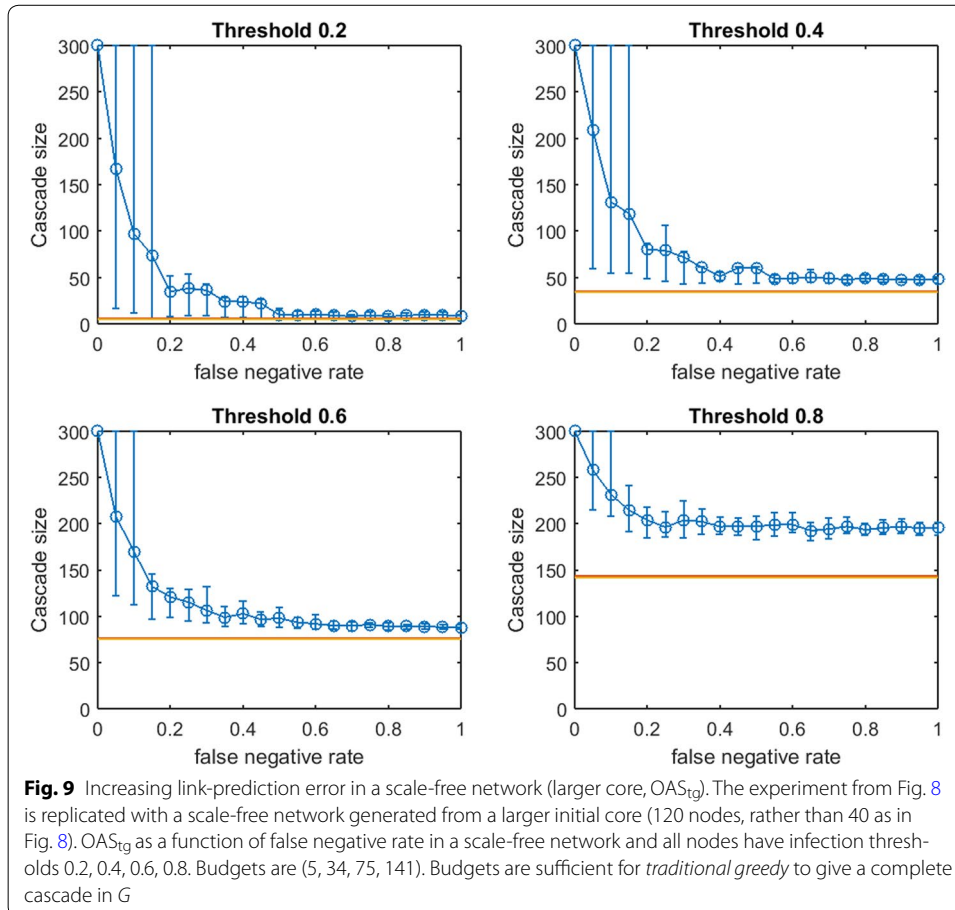 Threshold 0.2
300
250
200
150
100
50
0
Cascade size
0 0.2 0.4 0.6 0.8 1
false negative rate
Threshold 0.4
300
250
200
150
100
50
0
Cascade size
0 0.2 0.4 0.6 0.8 1
false negative rate
Threshold 0.6
300
250
200
150
100
50
0
Cascade size
0 0.2 0.4 0.6 0.8 1
false negative rate
Threshold 0.8
300
250
200
150
100
50
0
Cascade size
0 0.2 0.4 0.6 0.8 1
false negative rate
Fig. 9 Increasing link-prediction error in a scale-free network (larger core, OAStg). The experiment from Fig. 8
is replicated with a scale-free network generated from a larger initial core (120 nodes, rather than 40 as in
Fig. 8). OAStg as a function of false negative rate in a scale-free network and all nodes have infection thresh-
olds 0.2, 0.4, 0.6, 0.8. Budgets are (5, 34, 75, 141). Budgets are sufficient for traditional greedy to give a complete
cascade in G